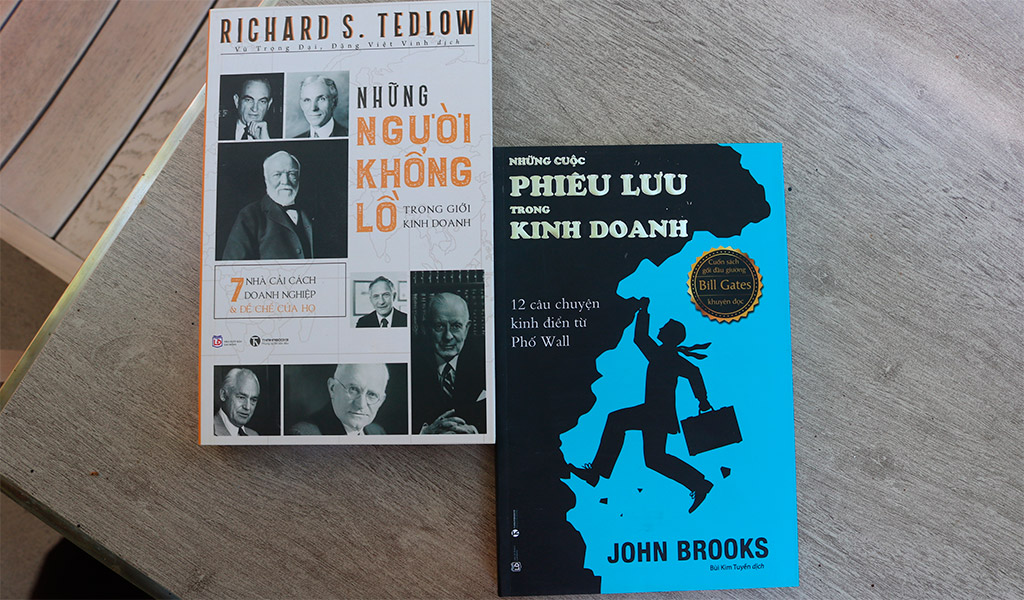 RICHARD S. TEDLOW
Vũ Trọng Đại, Đặng Việt Vinh dịch
NHỮNG
NGƯỜI
KHỔNG
LỒ
TRONG GIỚI
KINH DOANH
7
NHÀ CẢI CÁCH
DOANH NGHIỆP
& ĐẾ CHẾ CỦA HỌ
THAIHABOOKS
NHỮNG CUỘC
PHIÊU LƯU
TRONG
KINH DOANH
Cuốn sách
gối đầu giường
Bill Gates
khuyên đọc
12 câu chuyện
kinh điển từ
Phố Wall
JOHN BROOKS
Bùi Kim Tuyến dịch